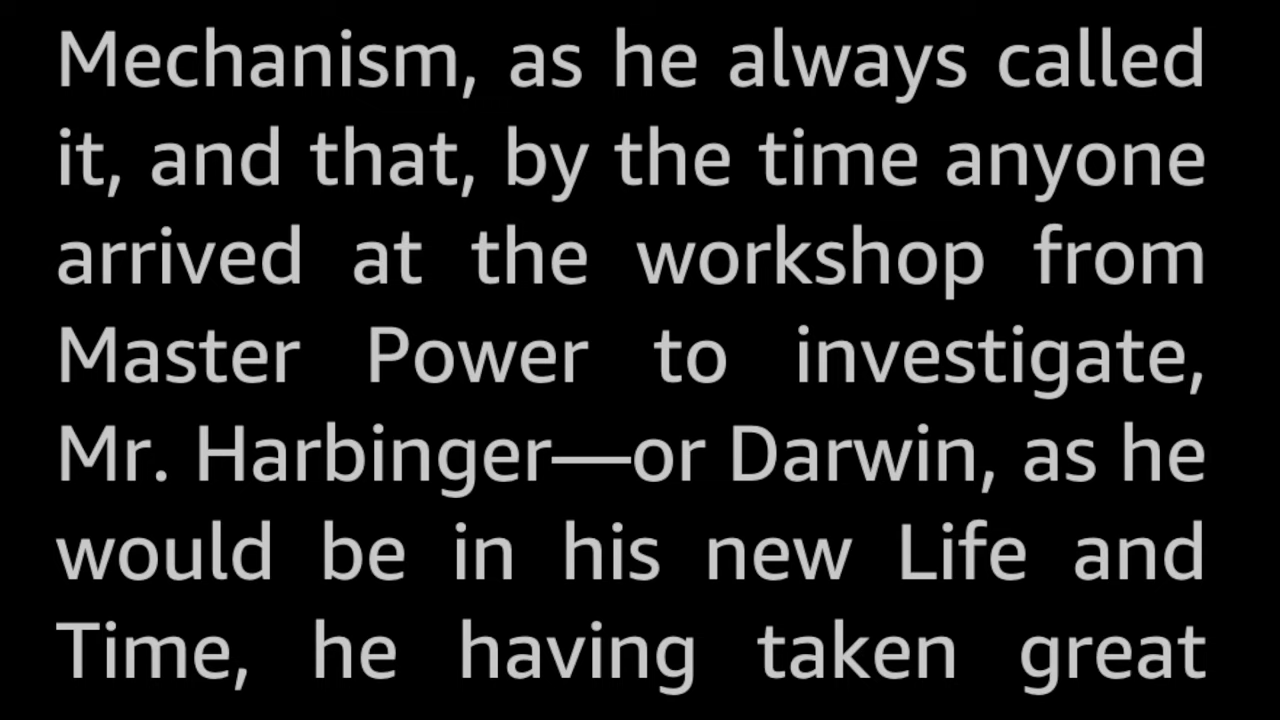 Mechanism, as he always called
it, and that, by the time anyone
arrived at the workshop from
Master Power to investigate,
Mr. Harbinger—or Darwin, as he
would be in his new Life and
Time, he having taken great